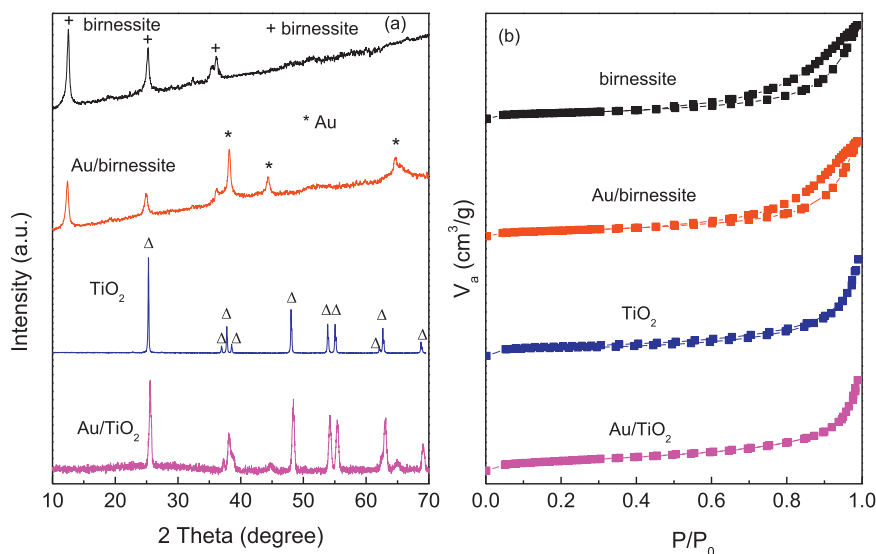 (a)
+ birnessite +
+ +
birnessite
* Au
* * *
Au/birnessite
Δ
TiO₂
Δ Δ Δ Δ Δ Δ Δ Δ Δ
Au/TiO₂
Intensity (a.u.)
10 20 30 40 50 60 70
2 Theta (degree)
(b)
birnessite
Au/birnessite
TiO₂
Au/TiO₂
Vₐ (cm³/g)
0.0 0.2 0.4 0.6 0.8 1.0
P/P₀